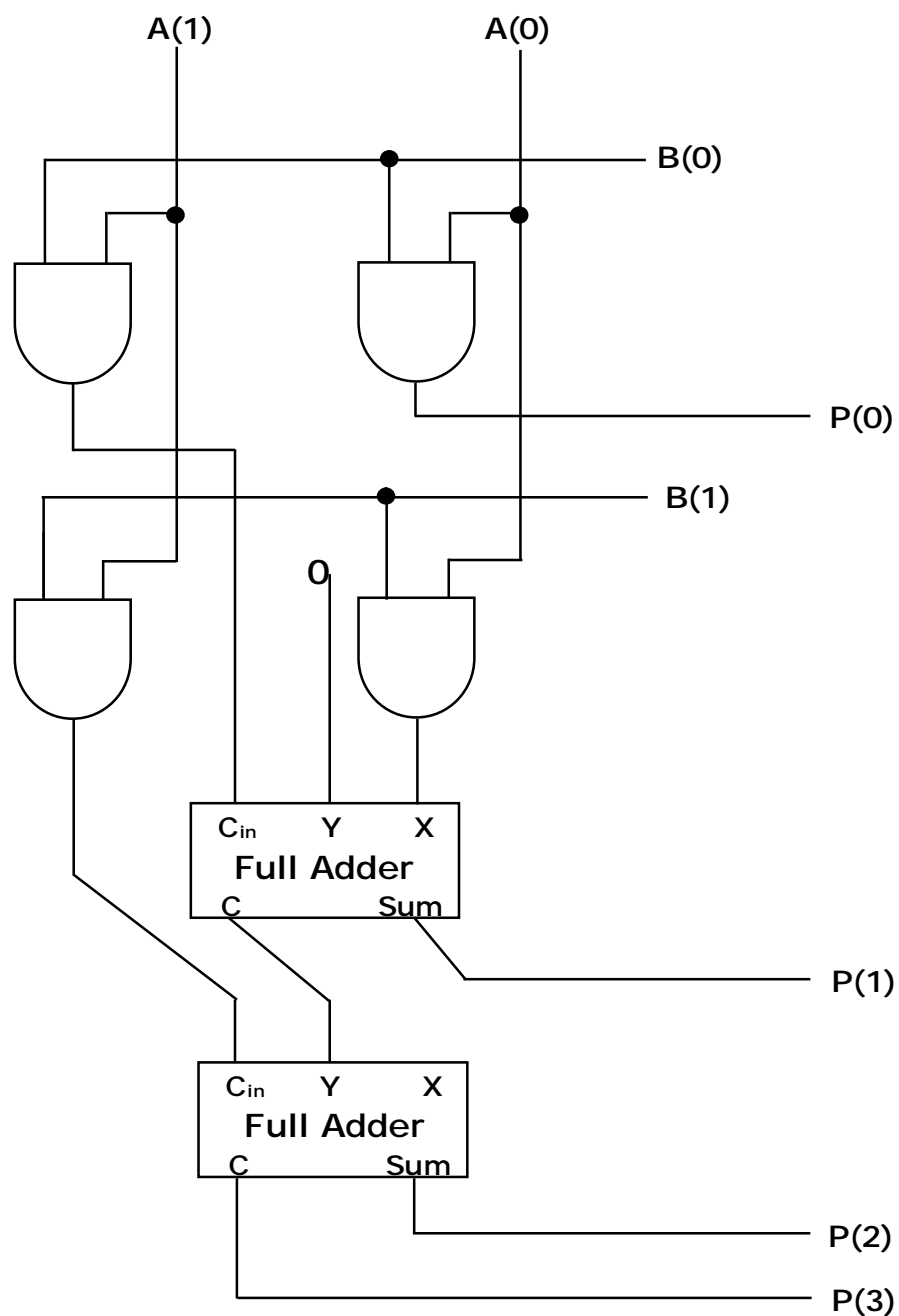 A(1) A(0)
B(0)
P(0)
B(1)
0
Cin Y X
Full Adder
C Sum
P(1)
Cin Y X
Full Adder
C Sum
P(2)
P(3)